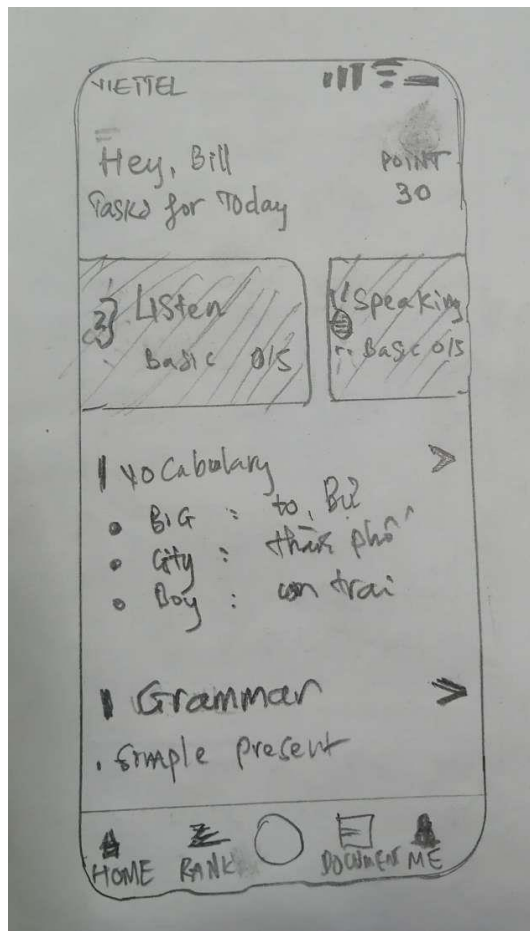 VIETTEL
Hey, Bill
POINT
Tasks for Today
30
Listen
Basic 0/5
Speaking
Basic 0/5
Vocabulary >
• BiG : to, Bự
• City : thành phố
• Boy : con trai
Grammar >
. Simple present
HOME RANK DOCUMENT ME